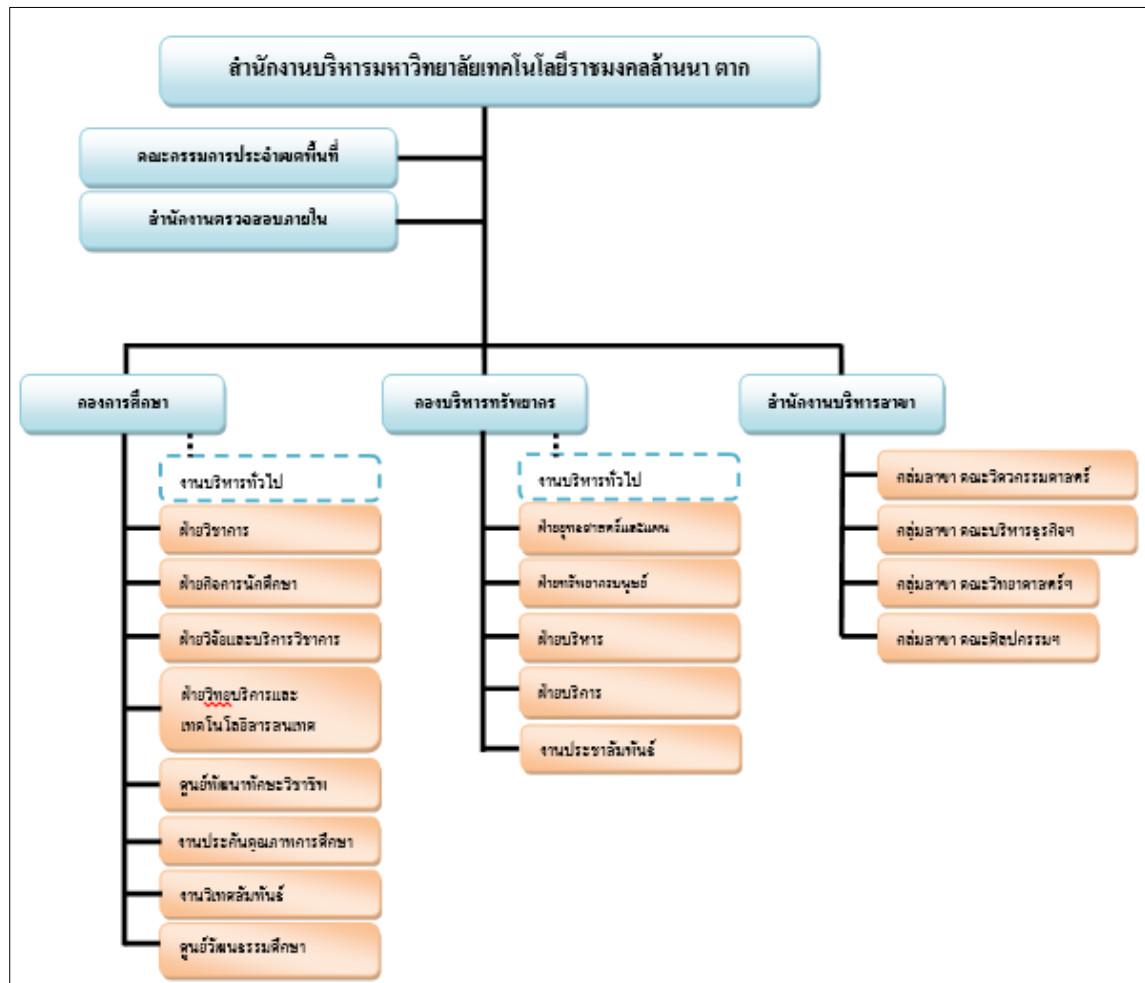 สำนักงานบริหารมหาวิทยาลัยเทคโนโลยีราชมงคลล้านนา ตาก
คณะกรรมการประจำเขตพื้นที่
สำนักงานตรวจสอบภายใน
กองการศึกษา
งานบริหารทั่วไป
ฝ่ายวิชาการ
ฝ่ายกิจการนักศึกษา
ฝ่ายวิจัยและบริการวิชาการ
ฝ่ายวิทยบริการและ
เทคโนโลยีสารสนเทศ
ศูนย์พัฒนาทักษะวิชาชีพ
งานประกันคุณภาพการศึกษา
งานวิเทศสัมพันธ์
ศูนย์วัฒนธรรมศึกษา
กองบริหารทรัพยากร
งานบริหารทั่วไป
ฝ่ายยุทธศาสตร์และแผน
ฝ่ายทรัพยากรมนุษย์
ฝ่ายบริหาร
ฝ่ายบริการ
งานประชาสัมพันธ์
สำนักงานบริหารสาขา
กลุ่มสาขา คณะวิศวกรรมศาสตร์
กลุ่มสาขา คณะบริหารธุรกิจฯ
กลุ่มสาขา คณะวิทยาศาสตร์ฯ
กลุ่มสาขา คณะศิลปกรรมฯ